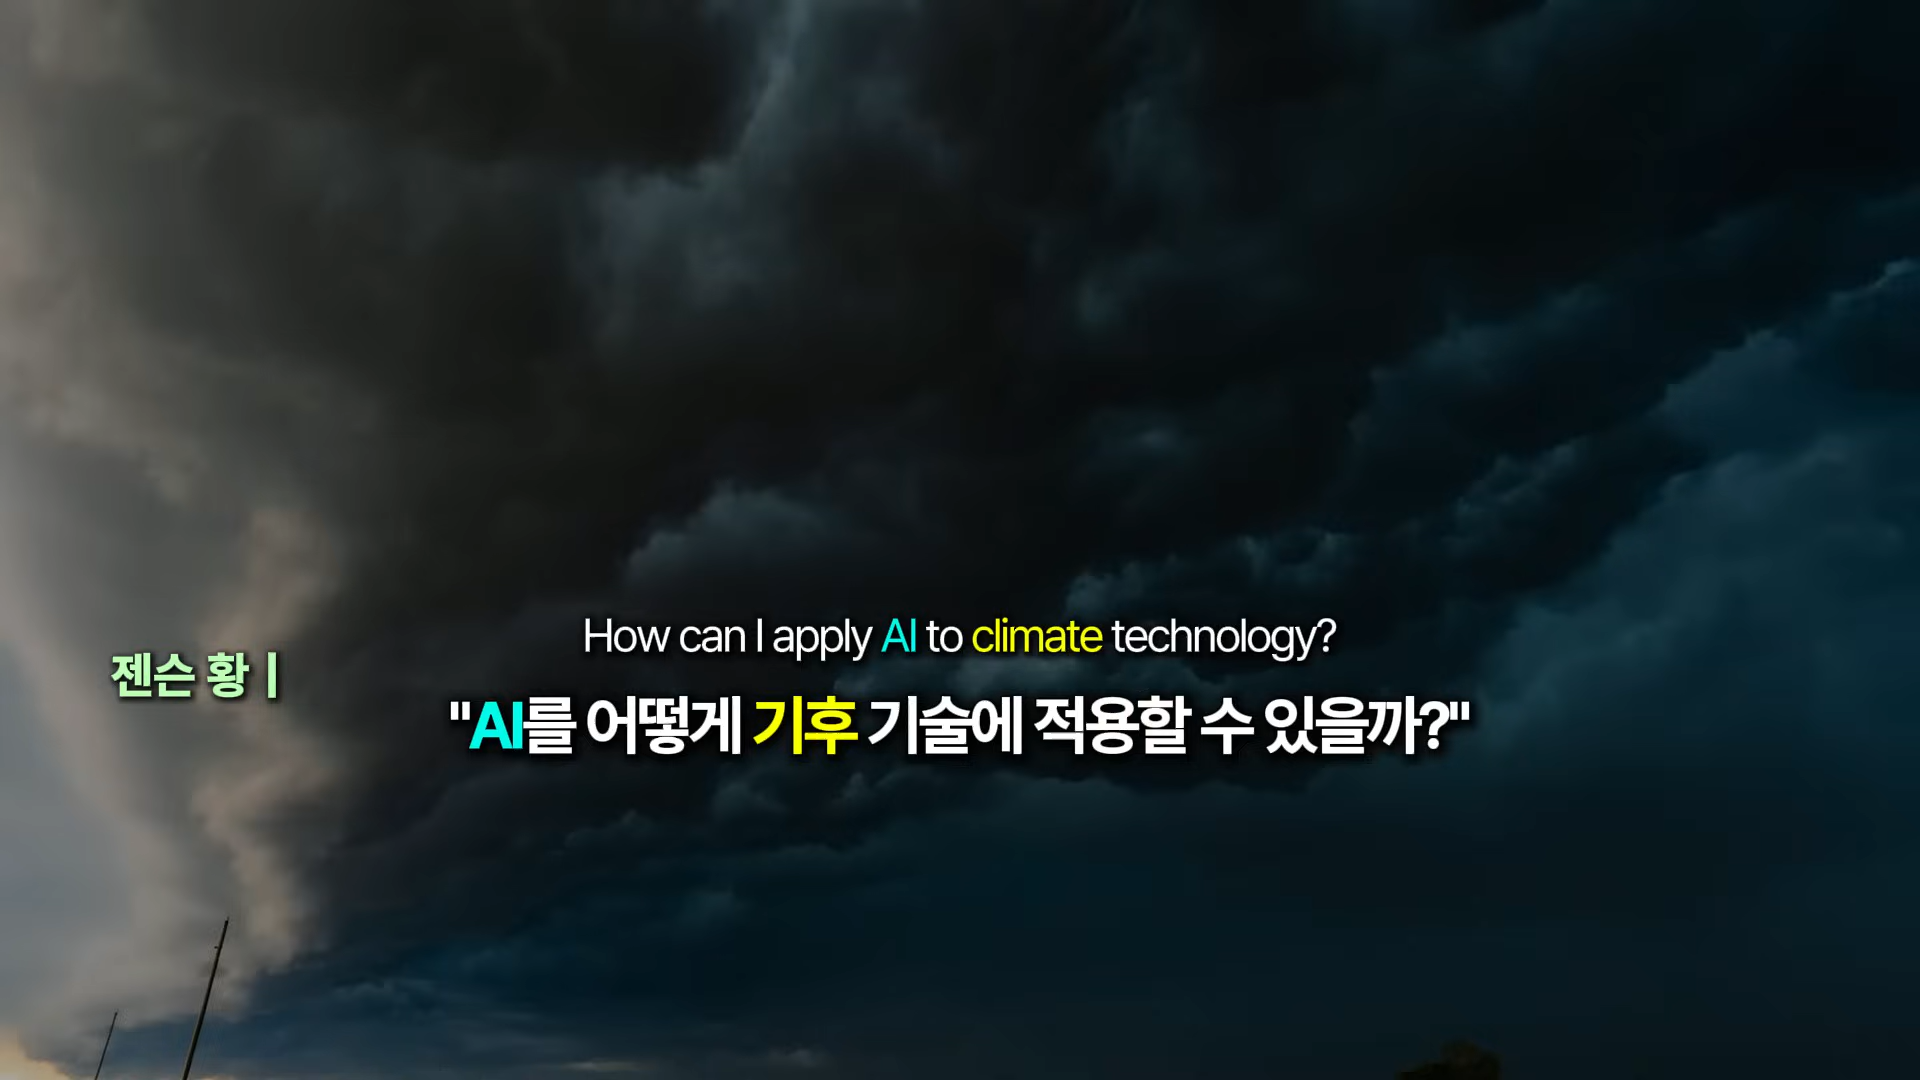 How can I apply AI to climate technology?
젠슨 황 |
"AI를 어떻게 기후 기술에 적용할 수 있을까?"